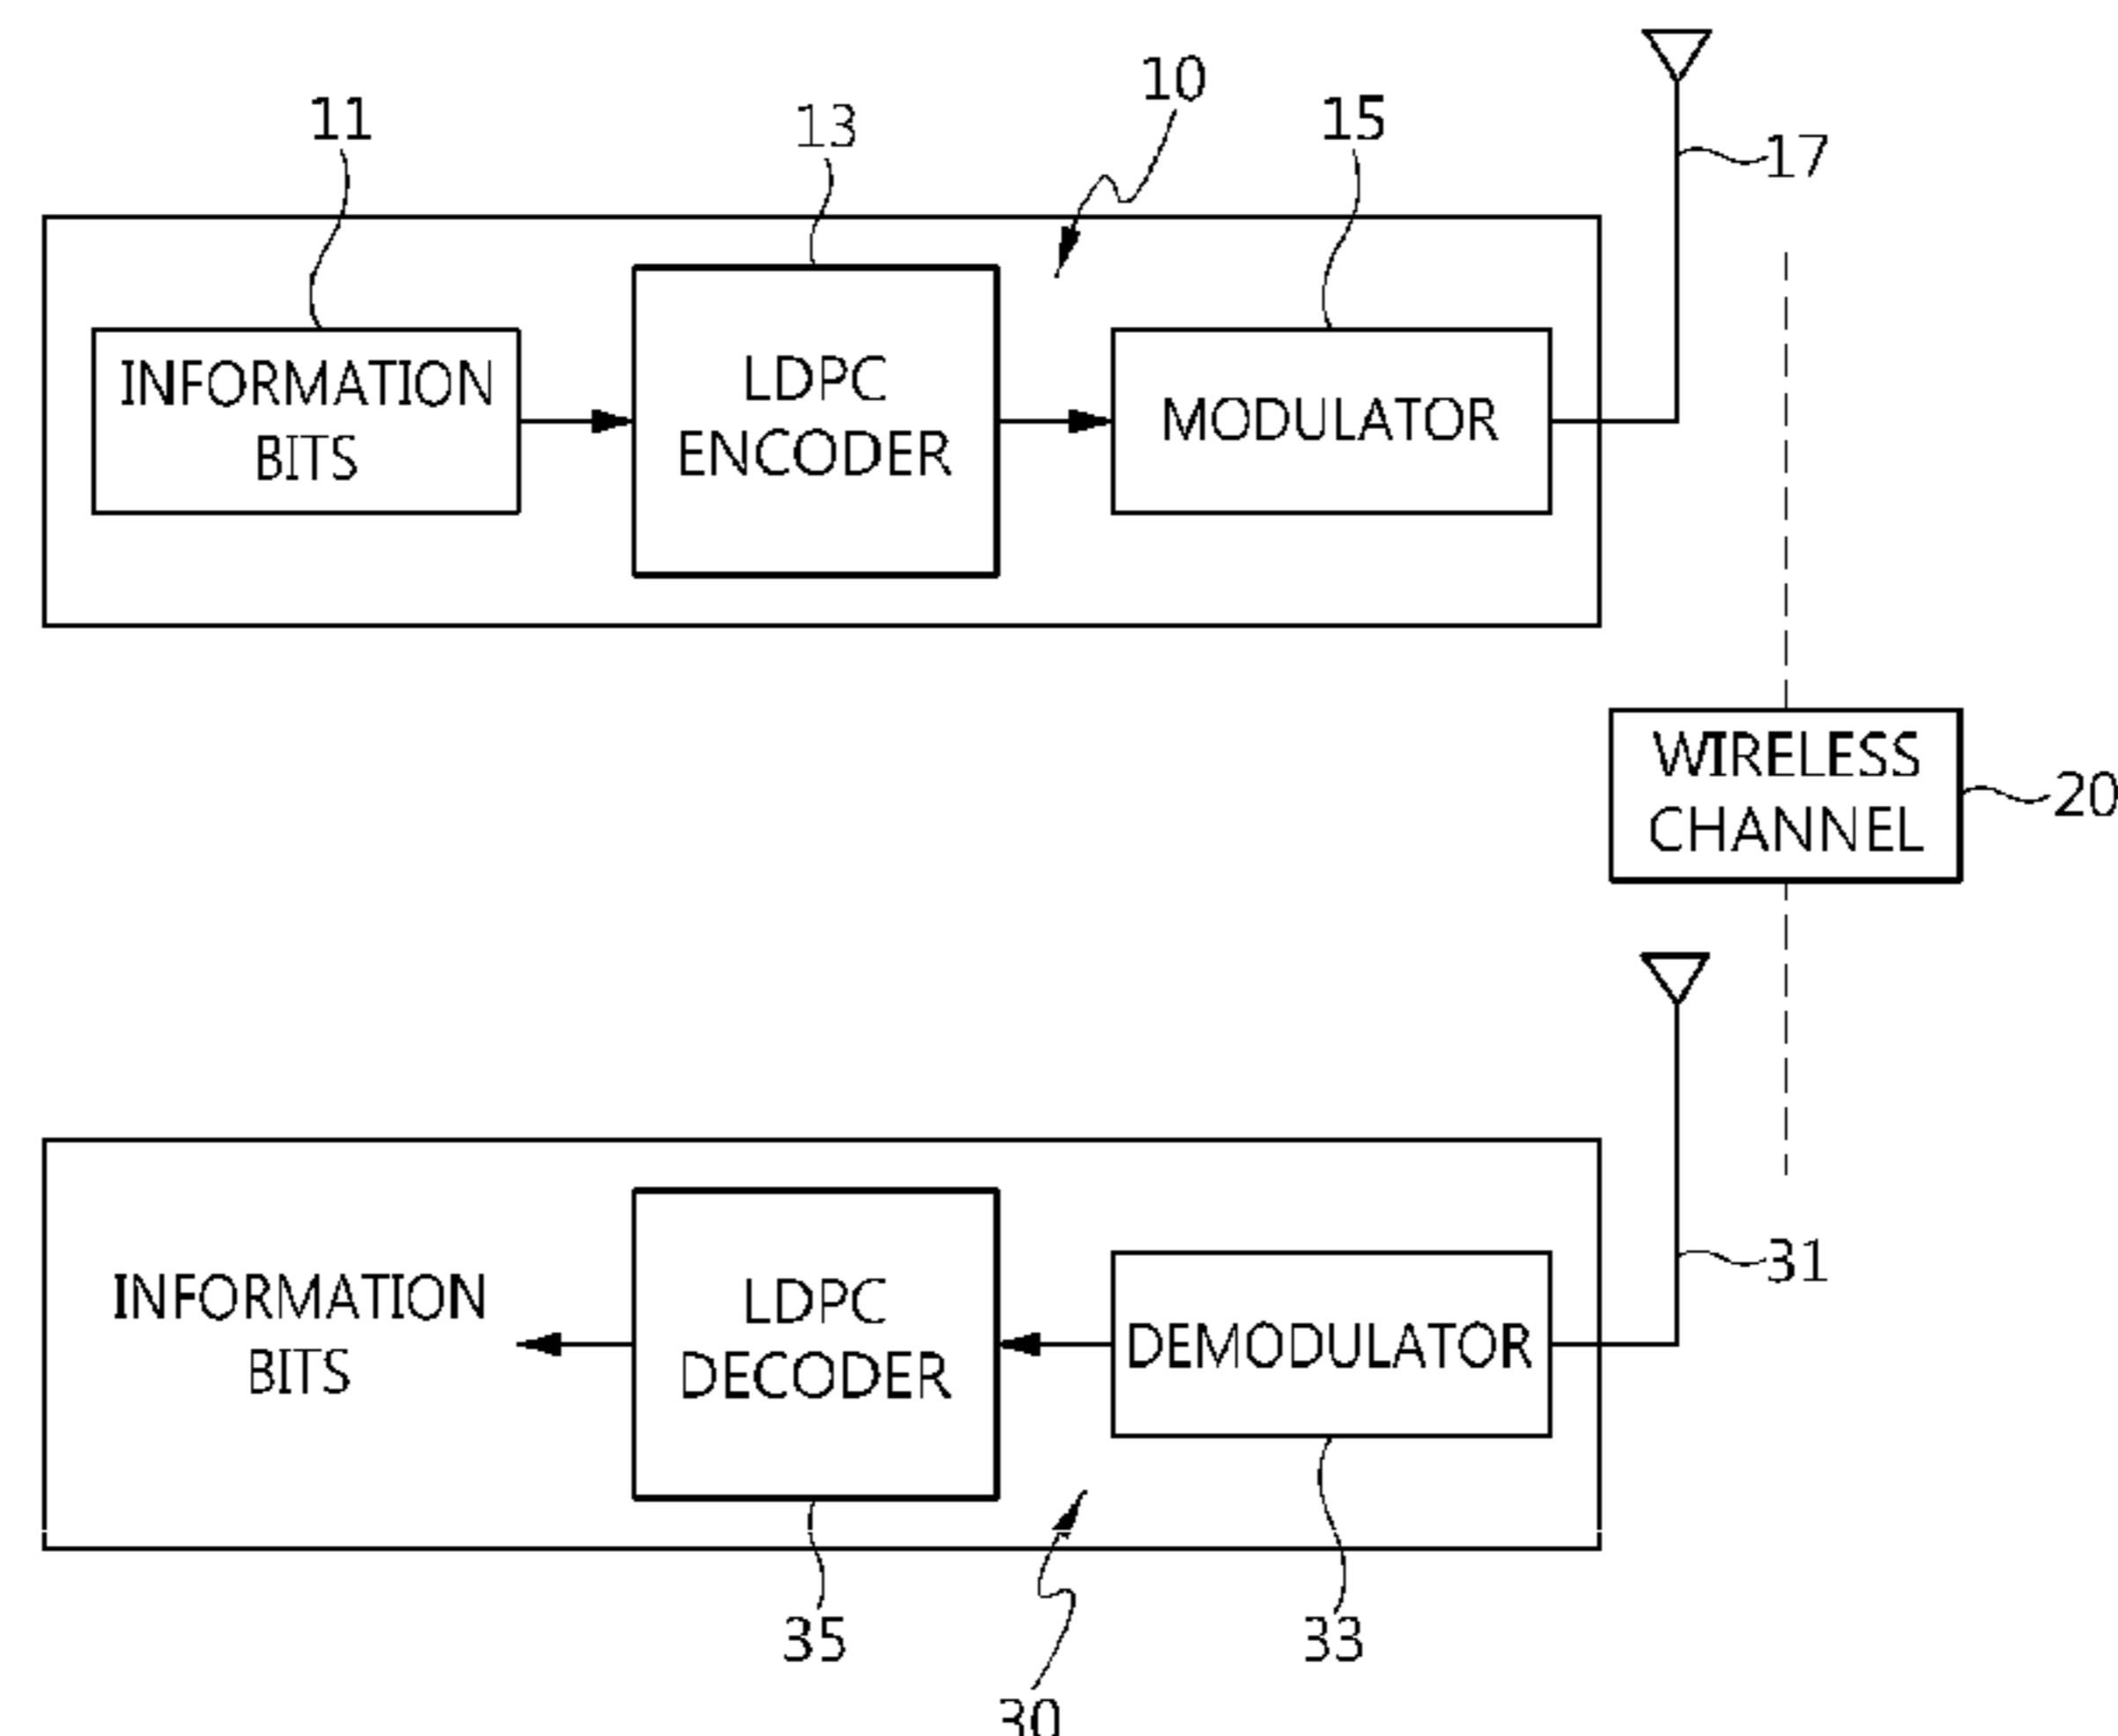 10
11
13
15
17
INFORMATION
BITS
LDPC
ENCODER
MODULATOR
WIRELESS
CHANNEL
20
31
INFORMATION
BITS
LDPC
DECODER
DEMODULATOR
35
33
30